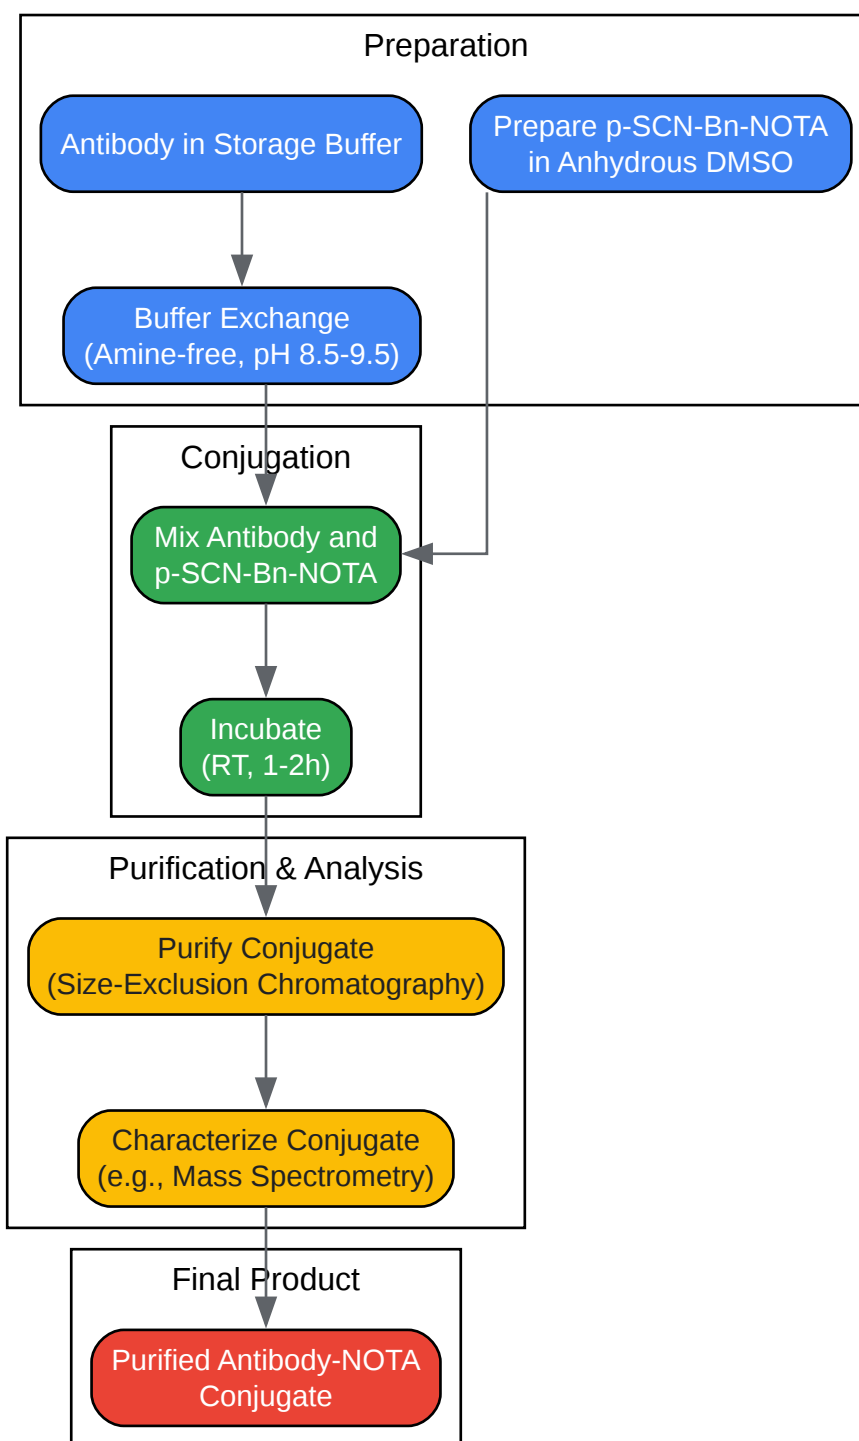 Preparation
Antibody in Storage Buffer
Prepare p-SCN-Bn-NOTA
in Anhydrous DMSO
Buffer Exchange
(Amine-free, pH 8.5-9.5)
Conjugation
Mix Antibody and
p-SCN-Bn-NOTA
Incubate
(RT, 1-2h)
Purification & Analysis
Purify Conjugate
(Size-Exclusion Chromatography)
Characterize Conjugate
(e.g., Mass Spectrometry)
Final Product
Purified Antibody-NOTA
Conjugate